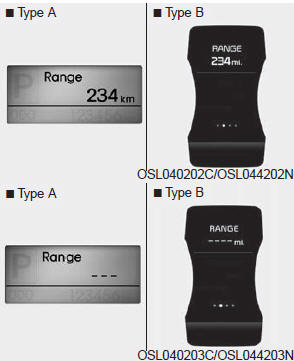 ■ Type A
■ Type B
Range
234 km
RANGE
234 mi.
OSL040202C/OSL044202N
■ Type A
■ Type B
Range
---
RANGE
---- mi.
OSL040203C/OSL044203N